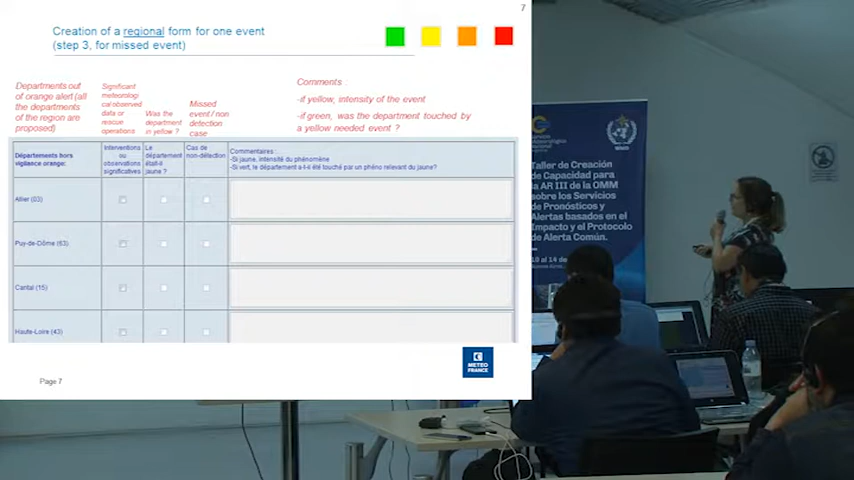 7
Creation of a regional form for one event
(step 3, for missed event)
Departments out
of orange alert (all
the departments
of the region are
proposed)
Significant
meteorologi
cal observed
data or
rescue
operations
Was the
department
in yellow ?
Missed
event / non
detection
case
Comments :
-if yellow, intensity of the event
-if green, was the department touched by
a yellow needed event ?
Départements hors
vigilance orange:
Interventions
ou
observations
significatives
Le
département
était-il
jaune ?
Cas de
non-détection
Commentaires :
-Si jaune, intensité du phénomène
-Si vert, le département a-t-il été touché par un phéno relevant du jaune?
Allier (03)
Puy-de-Dôme (63)
Cantal (15)
Haute-Loire (43)
METEO
FRANCE
Page 7
Taller de Creación
de Capacidad para
la AR III de la OMM
sobre los Servicios
de Pronósticos y
Alertas basados en el
Impacto y el Protocolo
de Alerta Común.